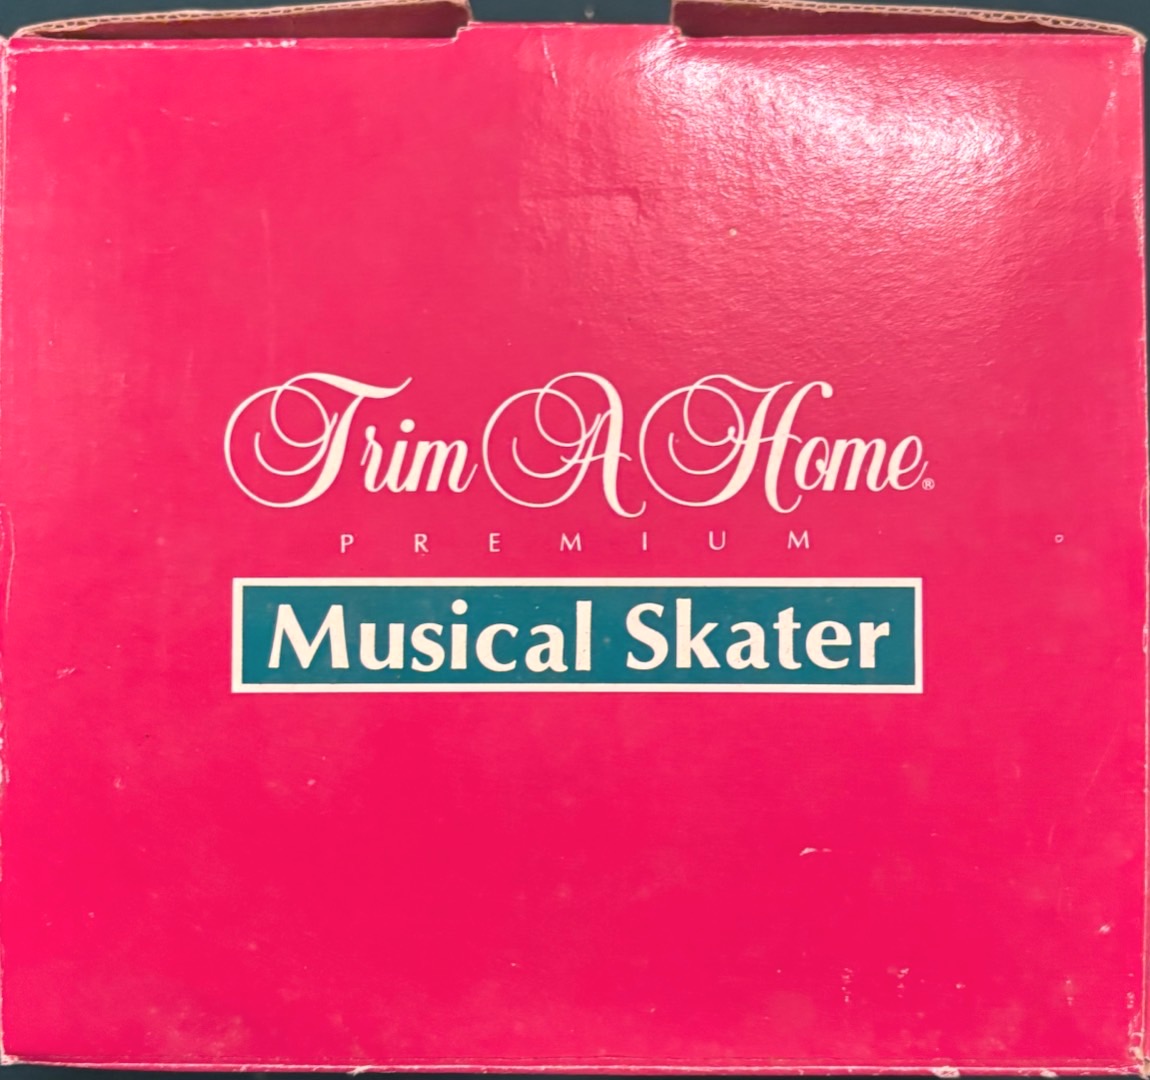 Trim A Home®
PREMIUM
Musical Skater